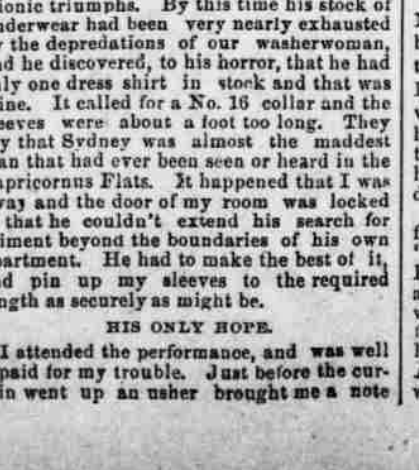 ionic triumphs. By this time his stock of
nderwear had been very nearly exhausted
y the depredations of our washerwoman,
nd he discovered, to his horror, that he had
nly one dress shirt in stock and that was
ine. It called for a No. 16 collar and the
eeves were about a foot too long. They
y that Sydney was almost the maddest
an that had ever been seen or heard in the
apricornus Flats. It happened that I was
way and the door of my room was locked
that he couldn't extend his search for
iment beyond the boundaries of his own
partment. He had to make the best of it,
nd pin up my sleeves to the required
ngth as securely as might be.
HIS ONLY HOPE.
I attended the performance, and was well
paid for my trouble. Just before the cur-
in went up an usher brought me a note